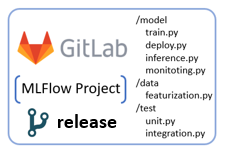 GitLab
MLFlow Project
release
/model
train.py
deploy.py
inference.py
monitoting.py
/data
featurization.py
/test
unit.py
integration.py